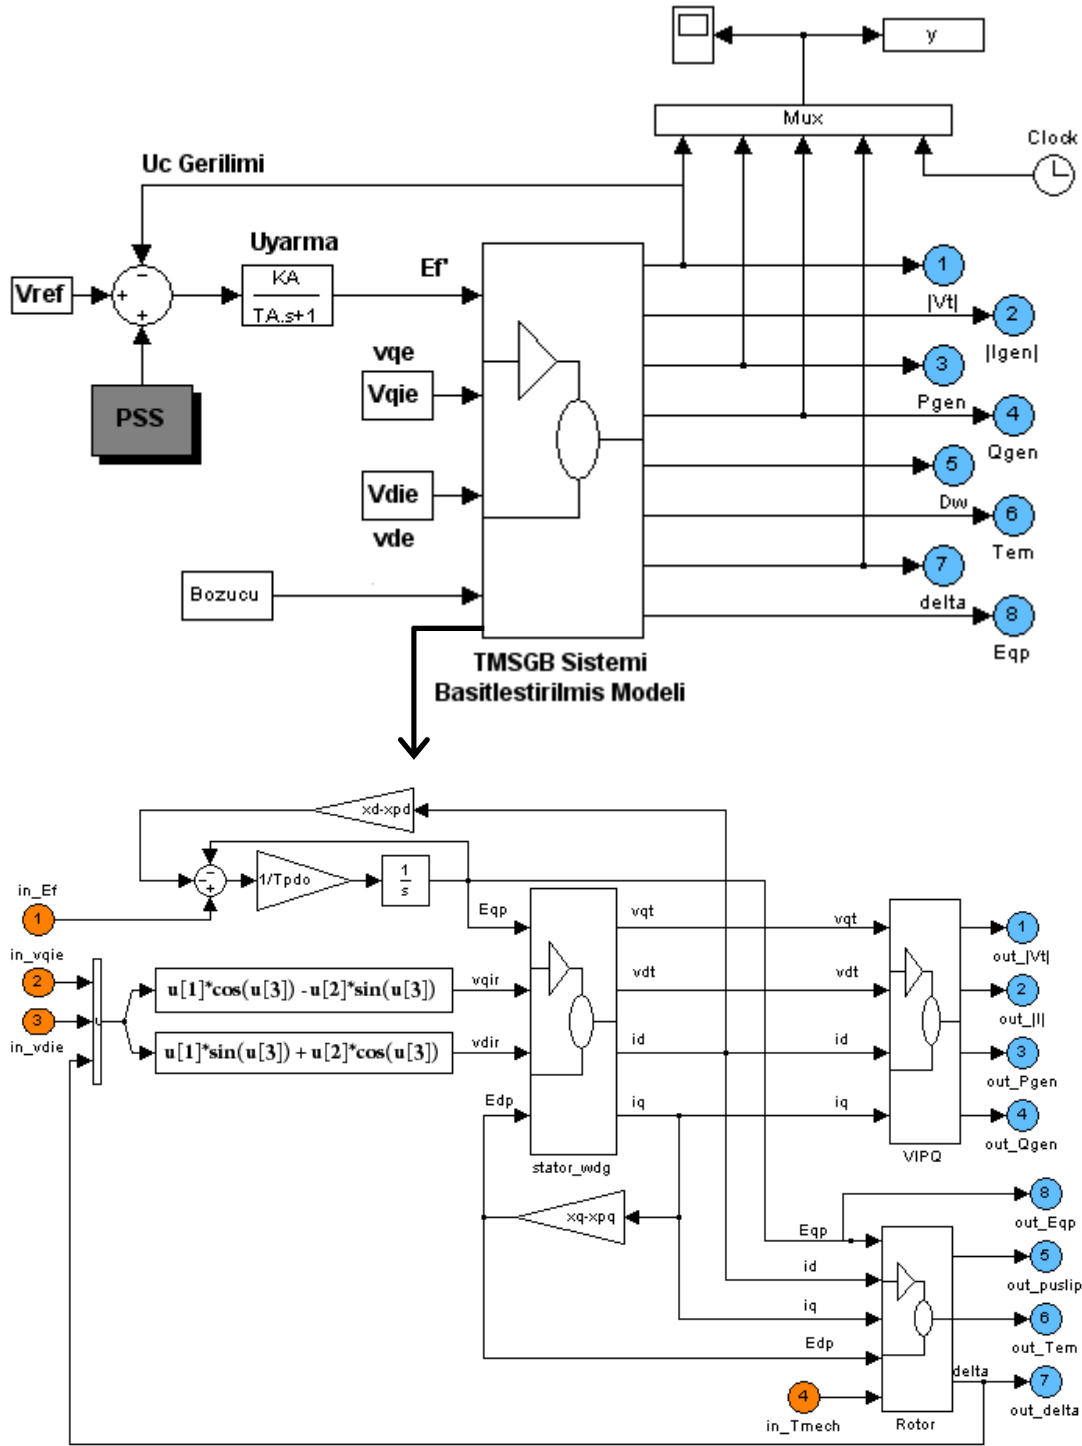 y
Mux
Clock
Uc Gerilimi
Uyarma
Ef'
Vref
−
+
+
KA
TA.s+1
PSS
vqe
Vqie
Vdie
vde
Bozucu
1
|Vt|
2
|Igen|
3
Pgen
4
Qgen
5
Dw
6
Tem
7
delta
8
Eqp
TMSGB Sistemi
Basitlestirilmis Modeli
xd-xpd
−
−
+
1/Tpdo
1
s
in_Ef
1
in_vqie
2
3
in_vdie
u[1]*cos(u[3]) -u[2]*sin(u[3])
u[1]*sin(u[3]) + u[2]*cos(u[3])
Eqp
vqir
vdir
Edp
stator_wdg
vqt
vdt
id
iq
vqt
vdt
id
iq
VIPQ
1
out_|Vt|
2
out_|I|
3
out_Pgen
4
out_Qgen
xq-xpq
Eqp
id
iq
Edp
4
in_Tmech
Rotor
delta
8
out_Eqp
5
out_puslip
6
out_Tem
7
out_delta